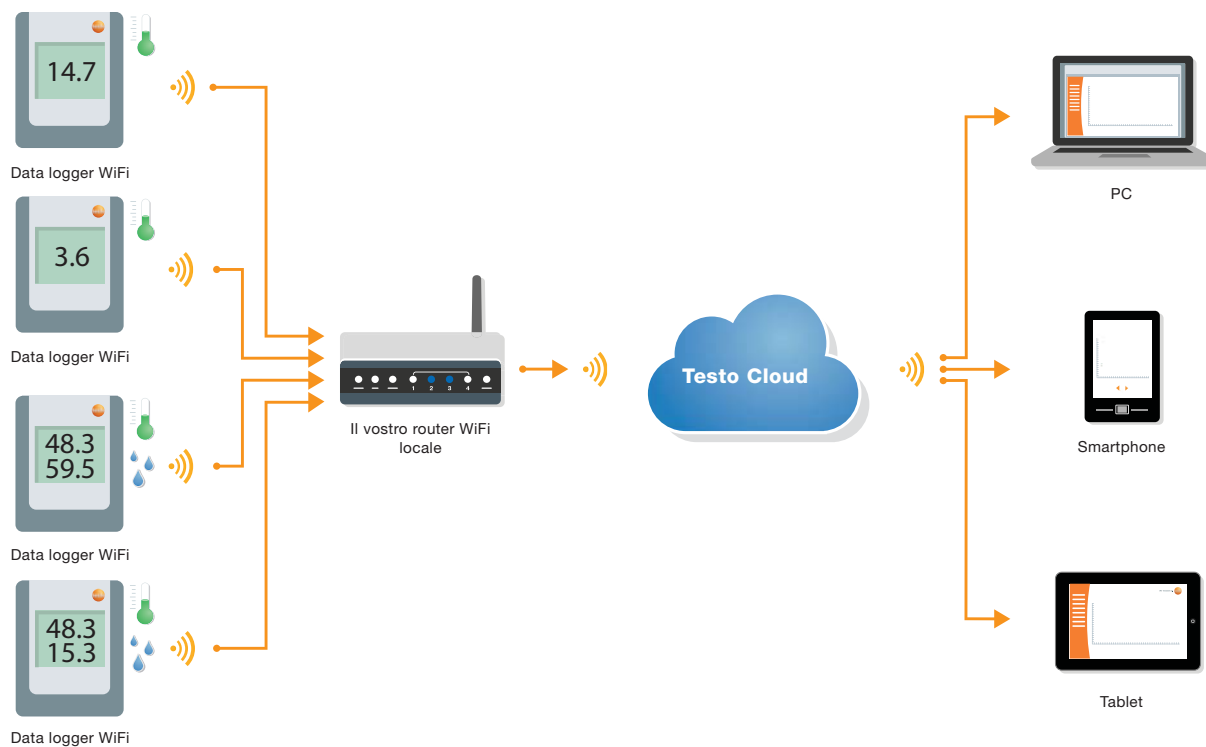 14.7
Data logger WiFi
3.6
Data logger WiFi
48.3
59.5
Data logger WiFi
48.3
15.3
Data logger WiFi
1 2 3 4
Il vostro router WiFi
locale
Testo Cloud
PC
Smartphone
Tablet